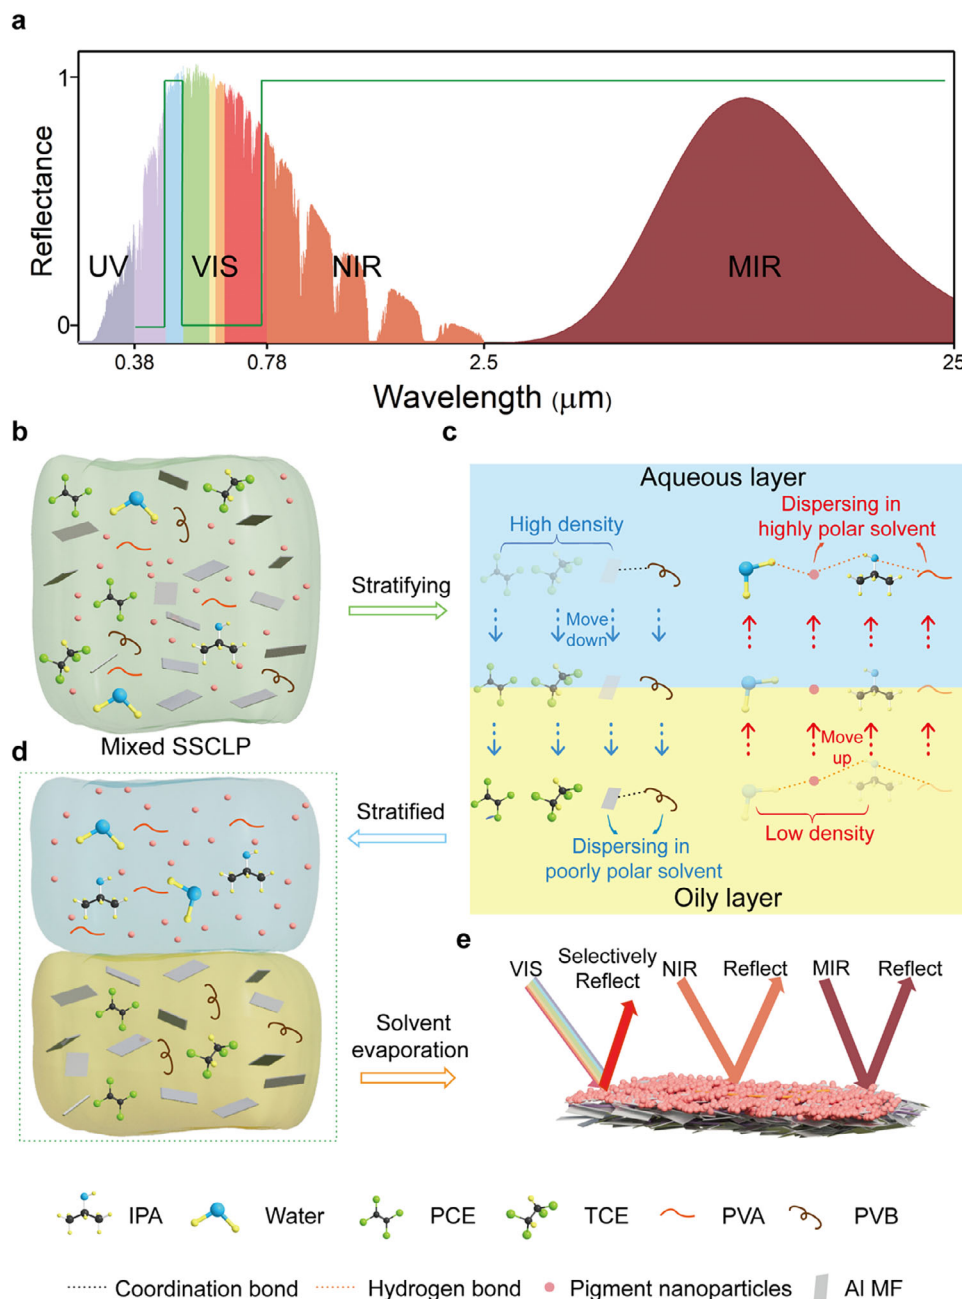 a
1
Reflectance
UV
VIS
NIR
MIR
0
0.38
0.78
2.5
25
Wavelength (μm)
b
Mixed SSCLP
Stratifying
c
Aqueous layer
High density
Dispersing in
highly polar solvent
Move
down
Move
up
Low density
Dispersing in
poorly polar solvent
Oily layer
d
Stratified
Solvent
evaporation
e
VIS
Selectively
Reflect
NIR
Reflect
MIR
Reflect
IPA
Water
PCE
TCE
PVA
PVB
Coordination bond
Hydrogen bond
Pigment nanoparticles
Al MF